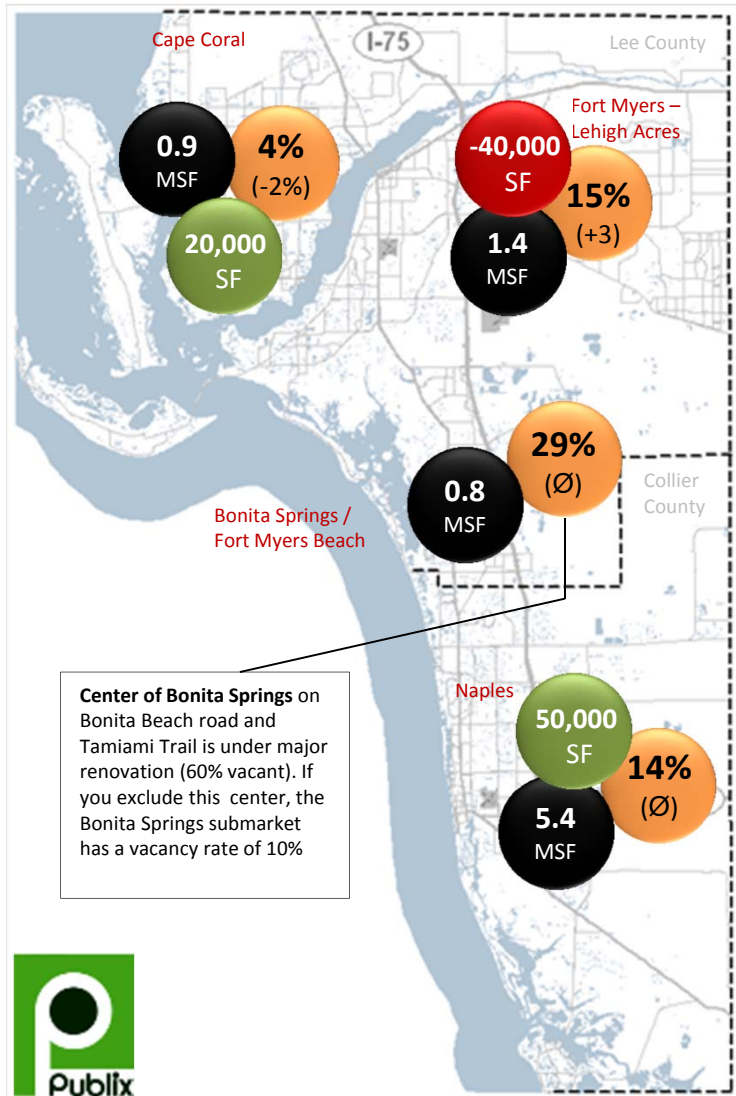 Cape Coral
I-75
Lee County
0.9
MSF
4%
(-2%)
20,000
SF
Fort Myers –
Lehigh Acres
-40,000
SF
15%
(+3)
1.4
MSF
29%
(Ø)
0.8
MSF
Collier
County
Bonita Springs /
Fort Myers Beach
Center of Bonita Springs on
Bonita Beach road and
Tamiami Trail is under major
renovation (60% vacant). If
you exclude this center, the
Bonita Springs submarket
has a vacancy rate of 10%
Naples
50,000
SF
14%
(Ø)
5.4
MSF
Publix